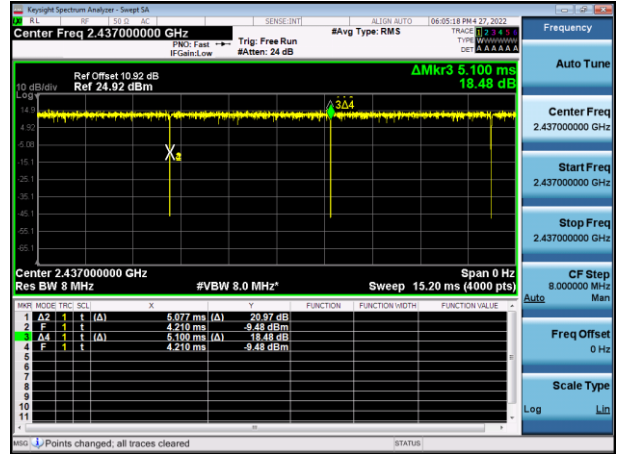 Keysight Spectrum Analyzer - Swept SA
RL RF 50 Ω AC SENSE:INT ALIGN AUTO 06:05:18 PM 4 27, 2022
Center Freq 2.437000000 GHz #Avg Type: RMS TRACE 1 2 3 4 5 6
PNO: Fast Trig: Free Run TYPE W
IFGain:Low #Atten: 24 dB DET A A A A A A
Frequency
Auto Tune
Center Freq
2.437000000 GHz
Start Freq
2.437000000 GHz
Stop Freq
2.437000000 GHz
CF Step
8.000000 MHz
Auto Man
Freq Offset
0 Hz
Scale Type
Log Lin
ΔMkr3 5.100 ms
18.48 dB
Ref Offset 10.92 dB
10 dB/div Ref 24.92 dBm
Log
14.9
4.92
-5.08
-15.1
-25.1
-35.1
-45.1
-55.1
-65.1
3Δ4
X2
Center 2.437000000 GHz Span 0 Hz
Res BW 8 MHz #VBW 8.0 MHz* Sweep 15.20 ms (4000 pts)
MKR MODE TRC SCL X Y FUNCTION FUNCTION WIDTH FUNCTION VALUE
1 Δ2 1 t (Δ) 5.077 ms (Δ) 20.97 dB
2 F 1 t 4.210 ms -9.48 dBm
3 Δ4 1 t (Δ) 5.100 ms (Δ) 18.48 dB
4 F 1 t 4.210 ms -9.48 dBm
5
6
7
8
9
10
11
MSG Points changed; all traces cleared STATUS